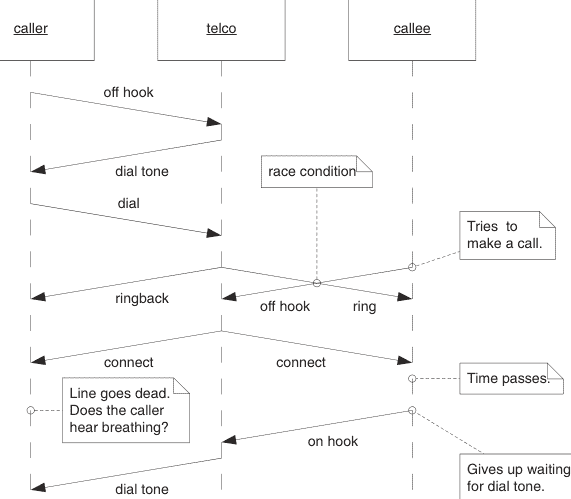 caller
telco
callee
off hook
dial tone
race condition
dial
Tries to
make a call.
ringback
off hook
ring
connect
connect
Time passes.
Line goes dead.
Does the caller
hear breathing?
on hook
Gives up waiting
for dial tone.
dial tone